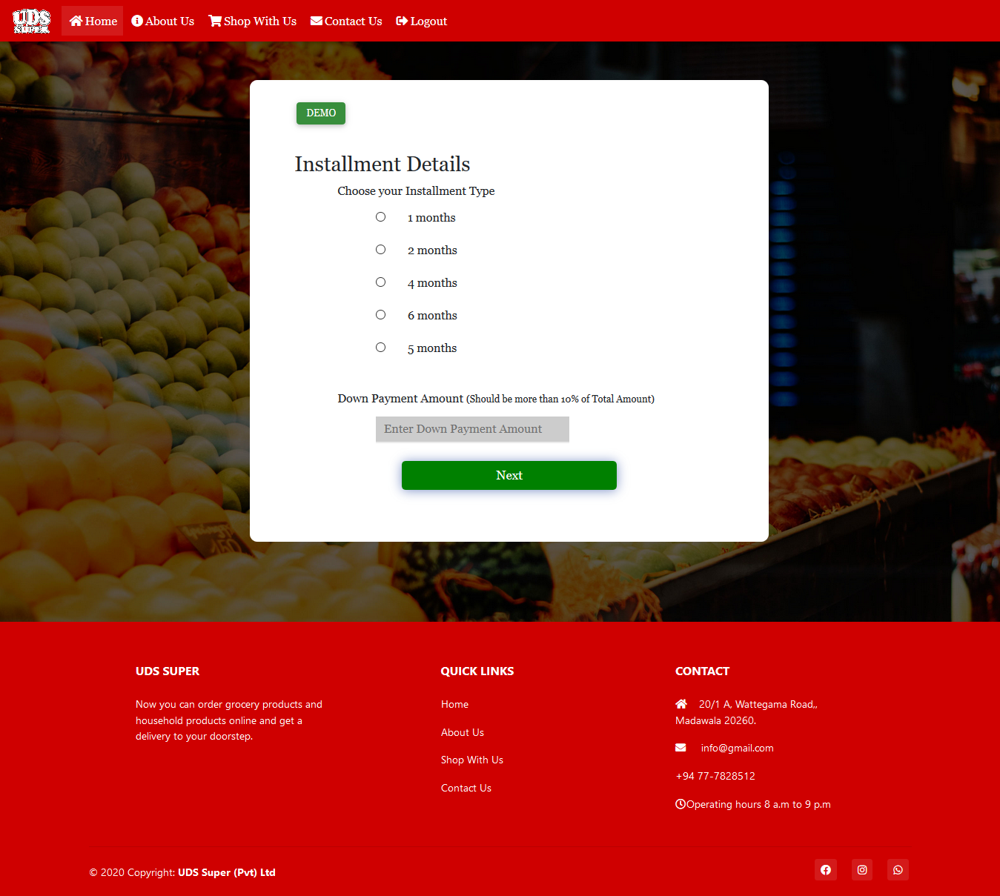 UDS
SUPER
Home About Us Shop With Us Contact Us Logout
DEMO
Installment Details
Choose your Installment Type
1 months
2 months
4 months
6 months
5 months
Down Payment Amount (Should be more than 10% of Total Amount)
Enter Down Payment Amount
Next
UDS SUPER
Now you can order grocery products and
household products online and get a
delivery to your doorstep.
QUICK LINKS
Home
About Us
Shop With Us
Contact Us
CONTACT
20/1 A, Wattegama Road,,
Madawala 20260.
info@gmail.com
+94 77-7828512
Operating hours 8 a.m to 9 p.m
© 2020 Copyright: UDS Super (Pvt) Ltd